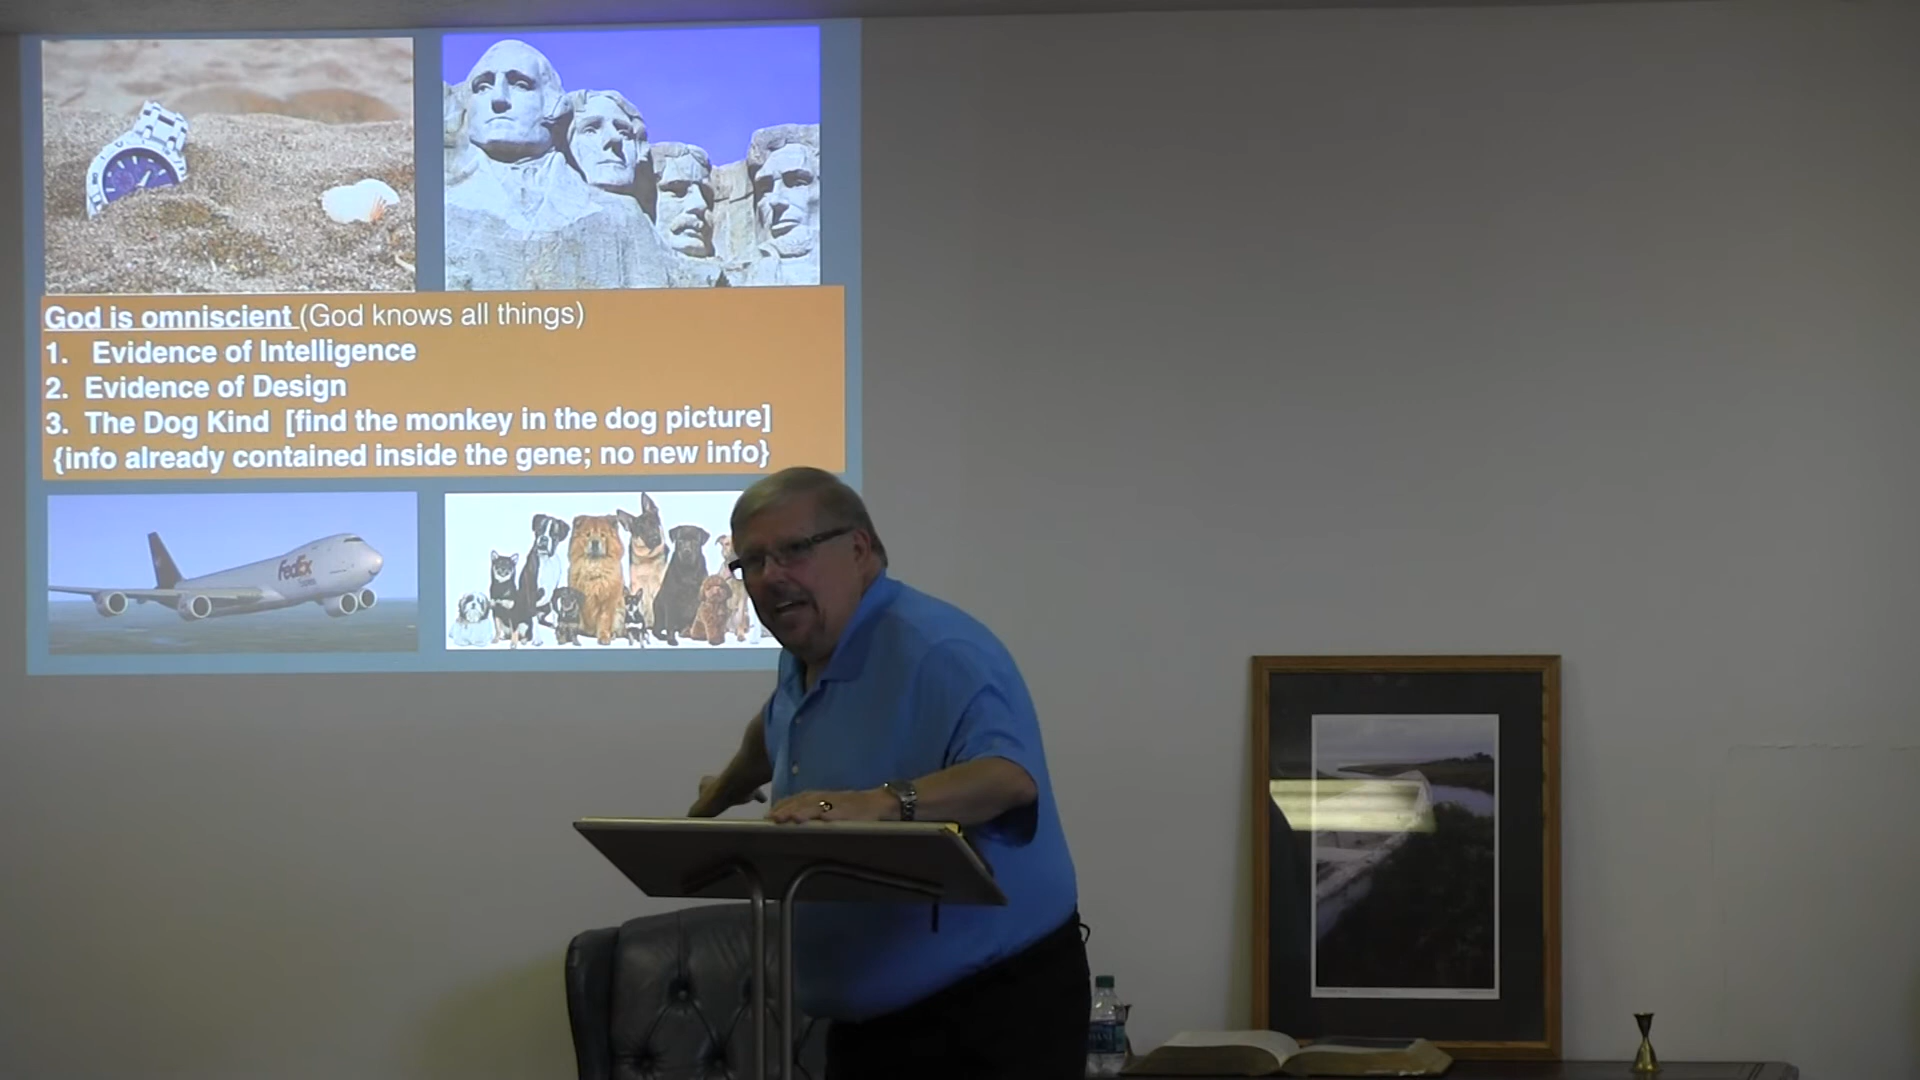 God is omniscient (God knows all things)
1. Evidence of Intelligence
2. Evidence of Design
3. The Dog Kind [find the monkey in the dog picture]
{info already contained inside the gene; no new info}
FedEx